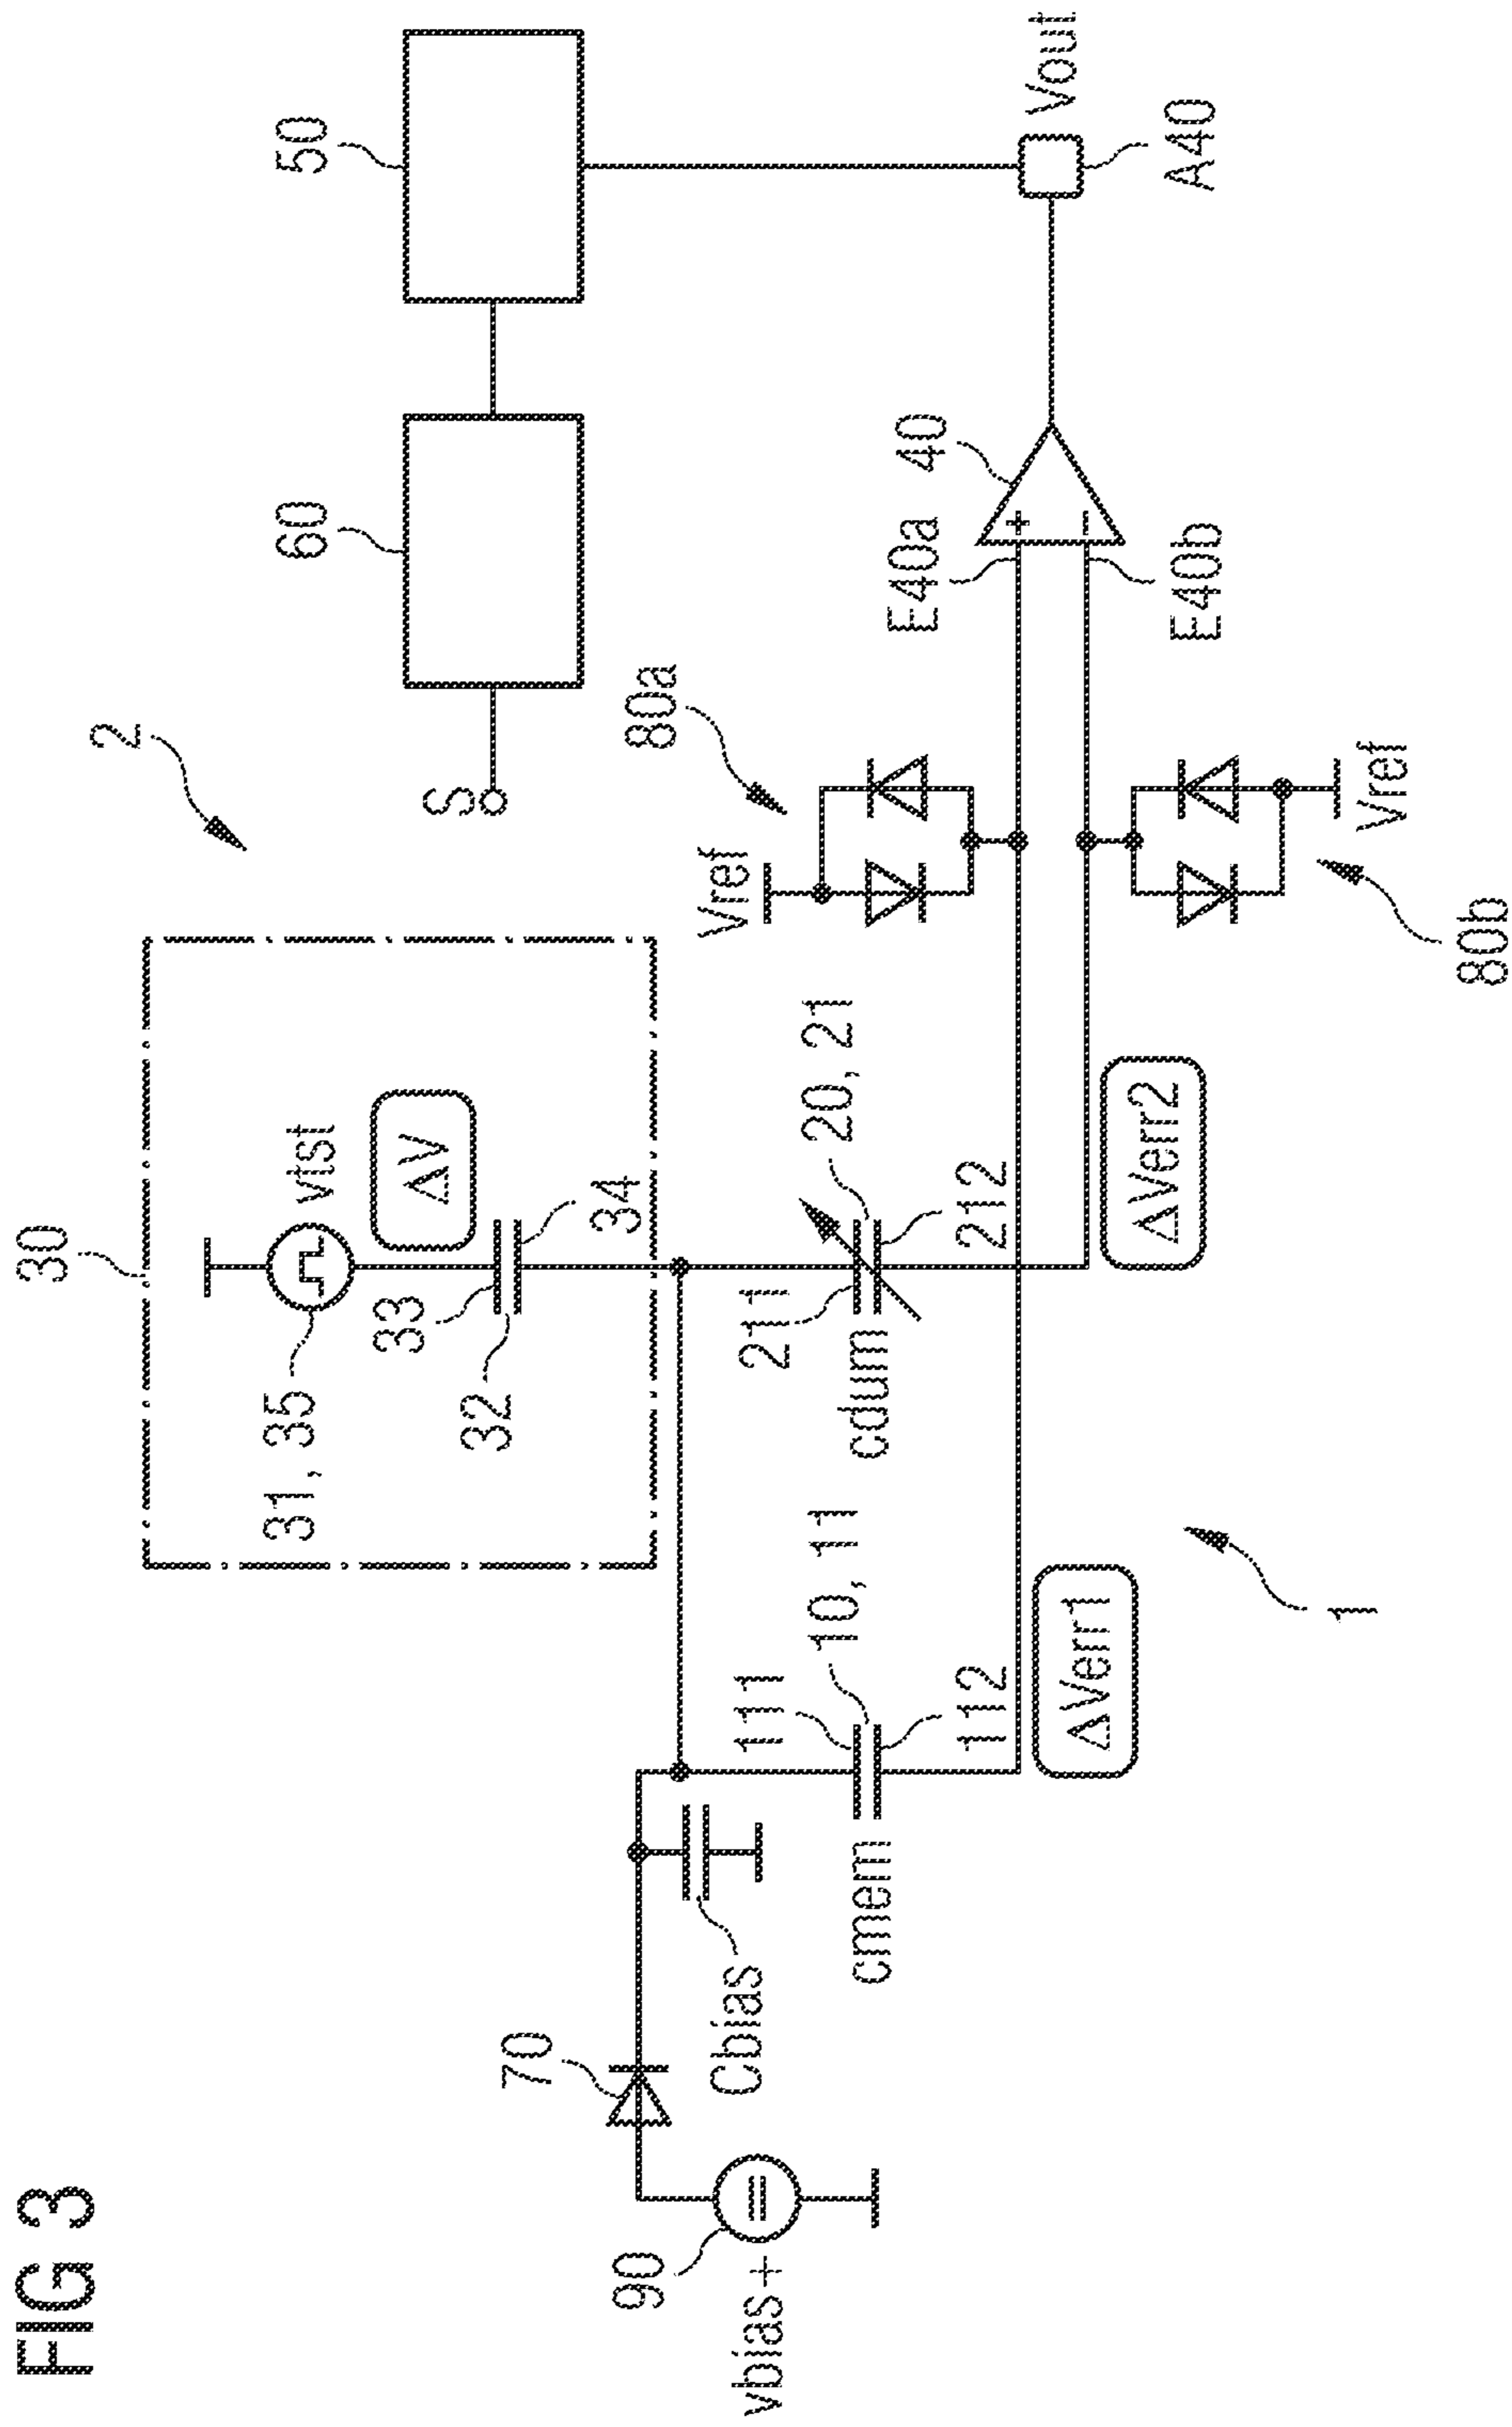 FIG 3
30
2
31, 35
vtst
33
ΔV
32
34
60
50
S
90
vbias+
70
Cbias
111
10, 11
112
cmem
ΔVerr1
211
20, 21
212
cdum
ΔVerr2
Vref
80a
E40a
40
+
−
E40b
Vref
80b
Vout
A40
1